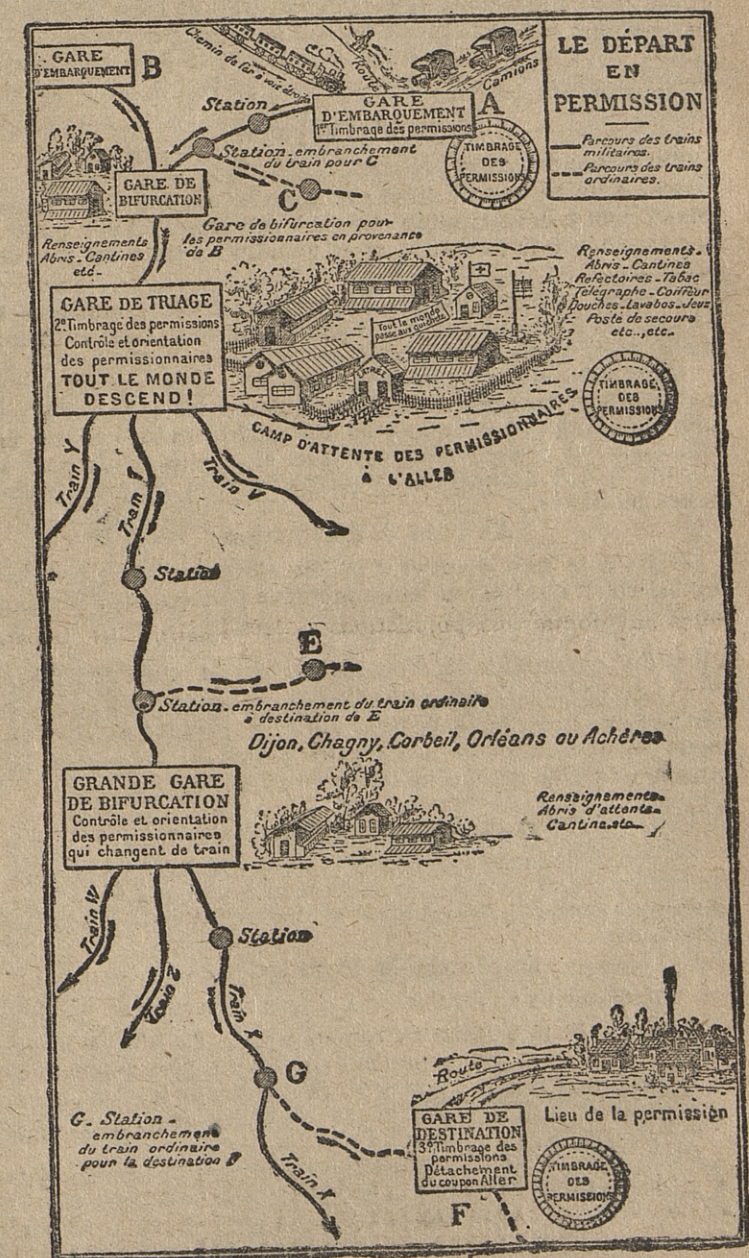 LE DÉPART
EN
PERMISSION
Parcours des trains
militaires.
Parcours des trains
ordinaires.
GARE
D'EMBARQUEMENT
B
Chemin de fer à voie étroite
Route
Camions
Station
GARE
D'EMBARQUEMENT
1er Timbrage des permissions
A
TIMBRAGE
DES
PERMISSIONS
Station-embranchement
du train pour C
C
GARE DE
BIFURCATION
Renseignements
Abris-Cantines
etc-
Gare de bifurcation pour
les permissionnaires en provenance
de B
GARE DE TRIAGE
2e Timbrage des permissions
Contrôle et orientation
des permissionnaires
TOUT LE MONDE
DESCEND!
Renseignements-
Abris-Cantines
Réfectoires-Tabac
Télégraphe-Coiffeur
Douches-lavabos-Jeux
Poste de secours
etc..,etc..
Tout le monde
passe aux guichets
TIMBRAGE
DES
PERMISSIONS
CAMP D'ATTENTE DES PERMISSIONNAIRES
à L'ALLER
Train Y
Train
Train V
Station
E
Station-embranchement du train ordinaire
à destination de E
Dijon, Chagny, Corbeil, Orléans ou Achères
GRANDE GARE
DE BIFURCATION
Contrôle et orientation
des permissionnaires
qui changent de train
Renseignements-
Abris d'attente-
Cantine etc
Train W
Train Z
Station
Train X
G
G. Station-
embranchement
du train ordinaire
pour la destination F
Train X
Route
Lieu de la permission
GARE DE
DESTINATION
3e Timbrage des
permissions
Détachement
du coupon Aller
TIMBRAGE
DES
PERMISSIONS
F